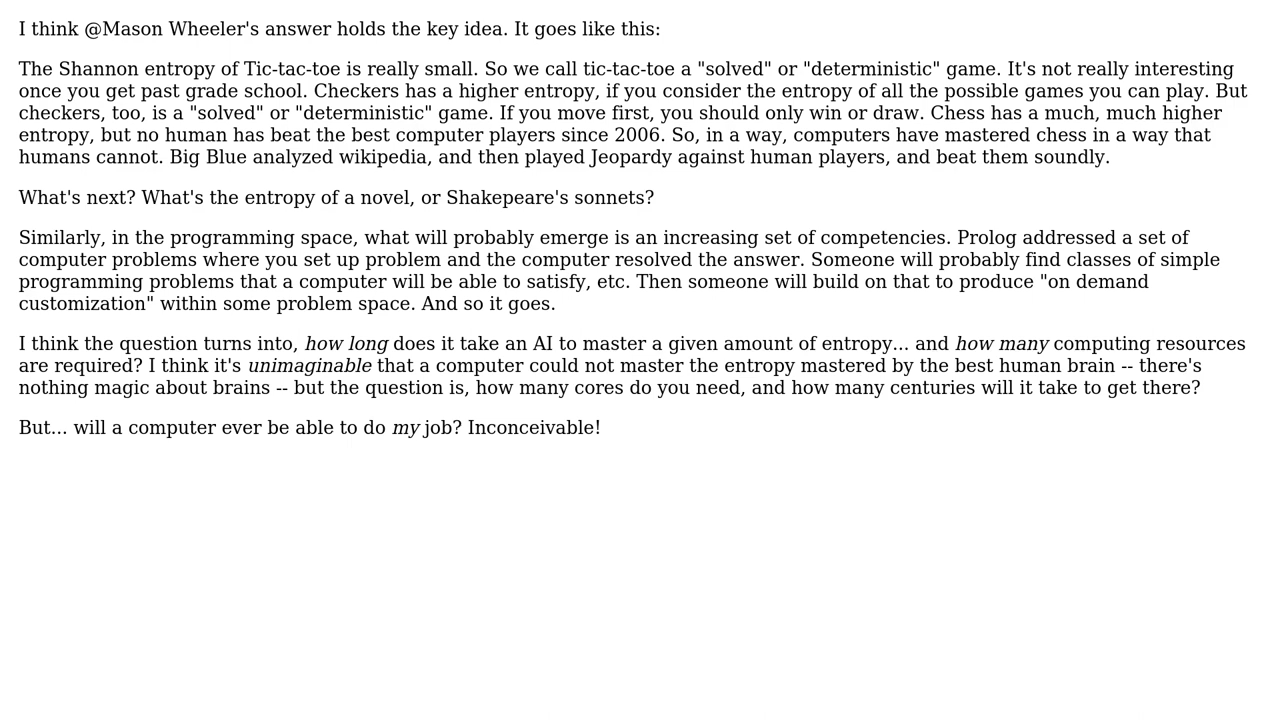 I think @Mason Wheeler's answer holds the key idea. It goes like this:
The Shannon entropy of Tic-tac-toe is really small. So we call tic-tac-toe a "solved" or "deterministic" game. It's not really interesting
once you get past grade school. Checkers has a higher entropy, if you consider the entropy of all the possible games you can play. But
checkers, too, is a "solved" or "deterministic" game. If you move first, you should only win or draw. Chess has a much, much higher
entropy, but no human has beat the best computer players since 2006. So, in a way, computers have mastered chess in a way that
humans cannot. Big Blue analyzed wikipedia, and then played Jeopardy against human players, and beat them soundly.
What's next? What's the entropy of a novel, or Shakepeare's sonnets?
Similarly, in the programming space, what will probably emerge is an increasing set of competencies. Prolog addressed a set of
computer problems where you set up problem and the computer resolved the answer. Someone will probably find classes of simple
programming problems that a computer will be able to satisfy, etc. Then someone will build on that to produce "on demand
customization" within some problem space. And so it goes.
I think the question turns into, how long does it take an AI to master a given amount of entropy... and how many computing resources
are required? I think it's unimaginable that a computer could not master the entropy mastered by the best human brain -- there's
nothing magic about brains -- but the question is, how many cores do you need, and how many centuries will it take to get there?
But... will a computer ever be able to do my job? Inconceivable!